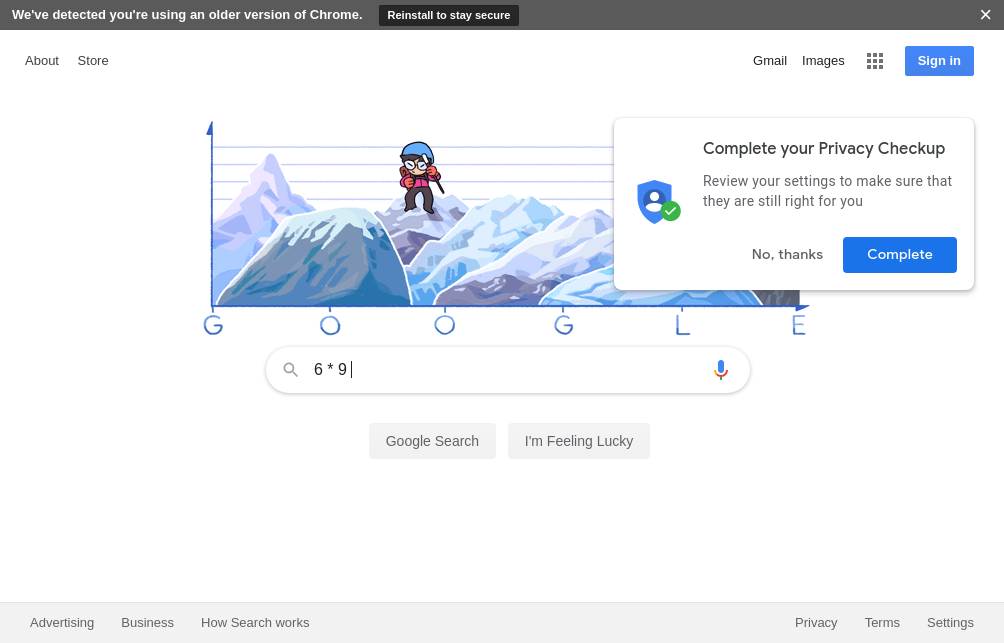 We've detected you're using an older version of Chrome. Reinstall to stay secure
About Store Gmail Images Sign in
Complete your Privacy Checkup
Review your settings to make sure that
they are still right for you
No, thanks Complete
G O O G L E
6 * 9
Google Search I'm Feeling Lucky
Advertising Business How Search works Privacy Terms Settings